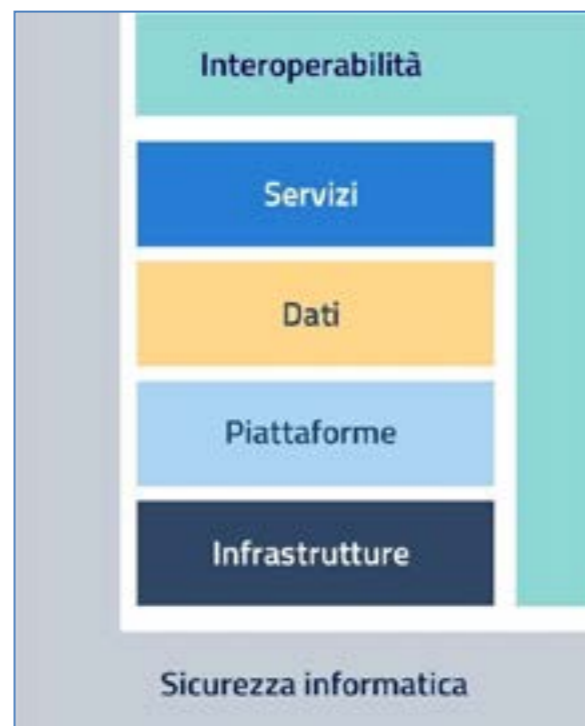 Interoperabilità
Servizi
Dati
Piattaforme
Infrastrutture
Sicurezza informatica